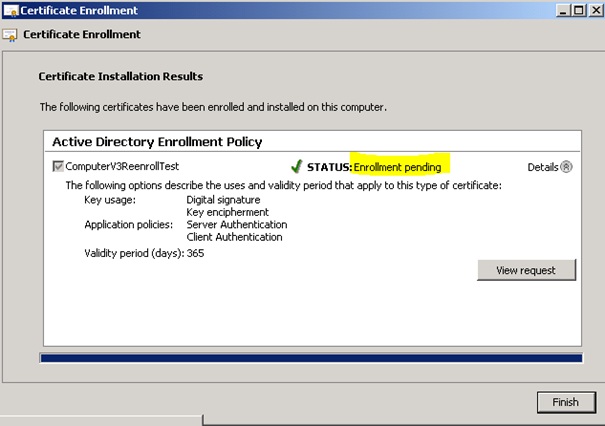 Certificate Enrollment
Certificate Enrollment
Certificate Installation Results
The following certificates have been enrolled and installed on this computer.
Active Directory Enrollment Policy
ComputerV3ReenrollTest STATUS: Enrollment pending Details
The following options describe the uses and validity period that apply to this type of certificate:
Key usage: Digital signature
Key encipherment
Application policies: Server Authentication
Client Authentication
Validity period (days): 365
View request
Finish